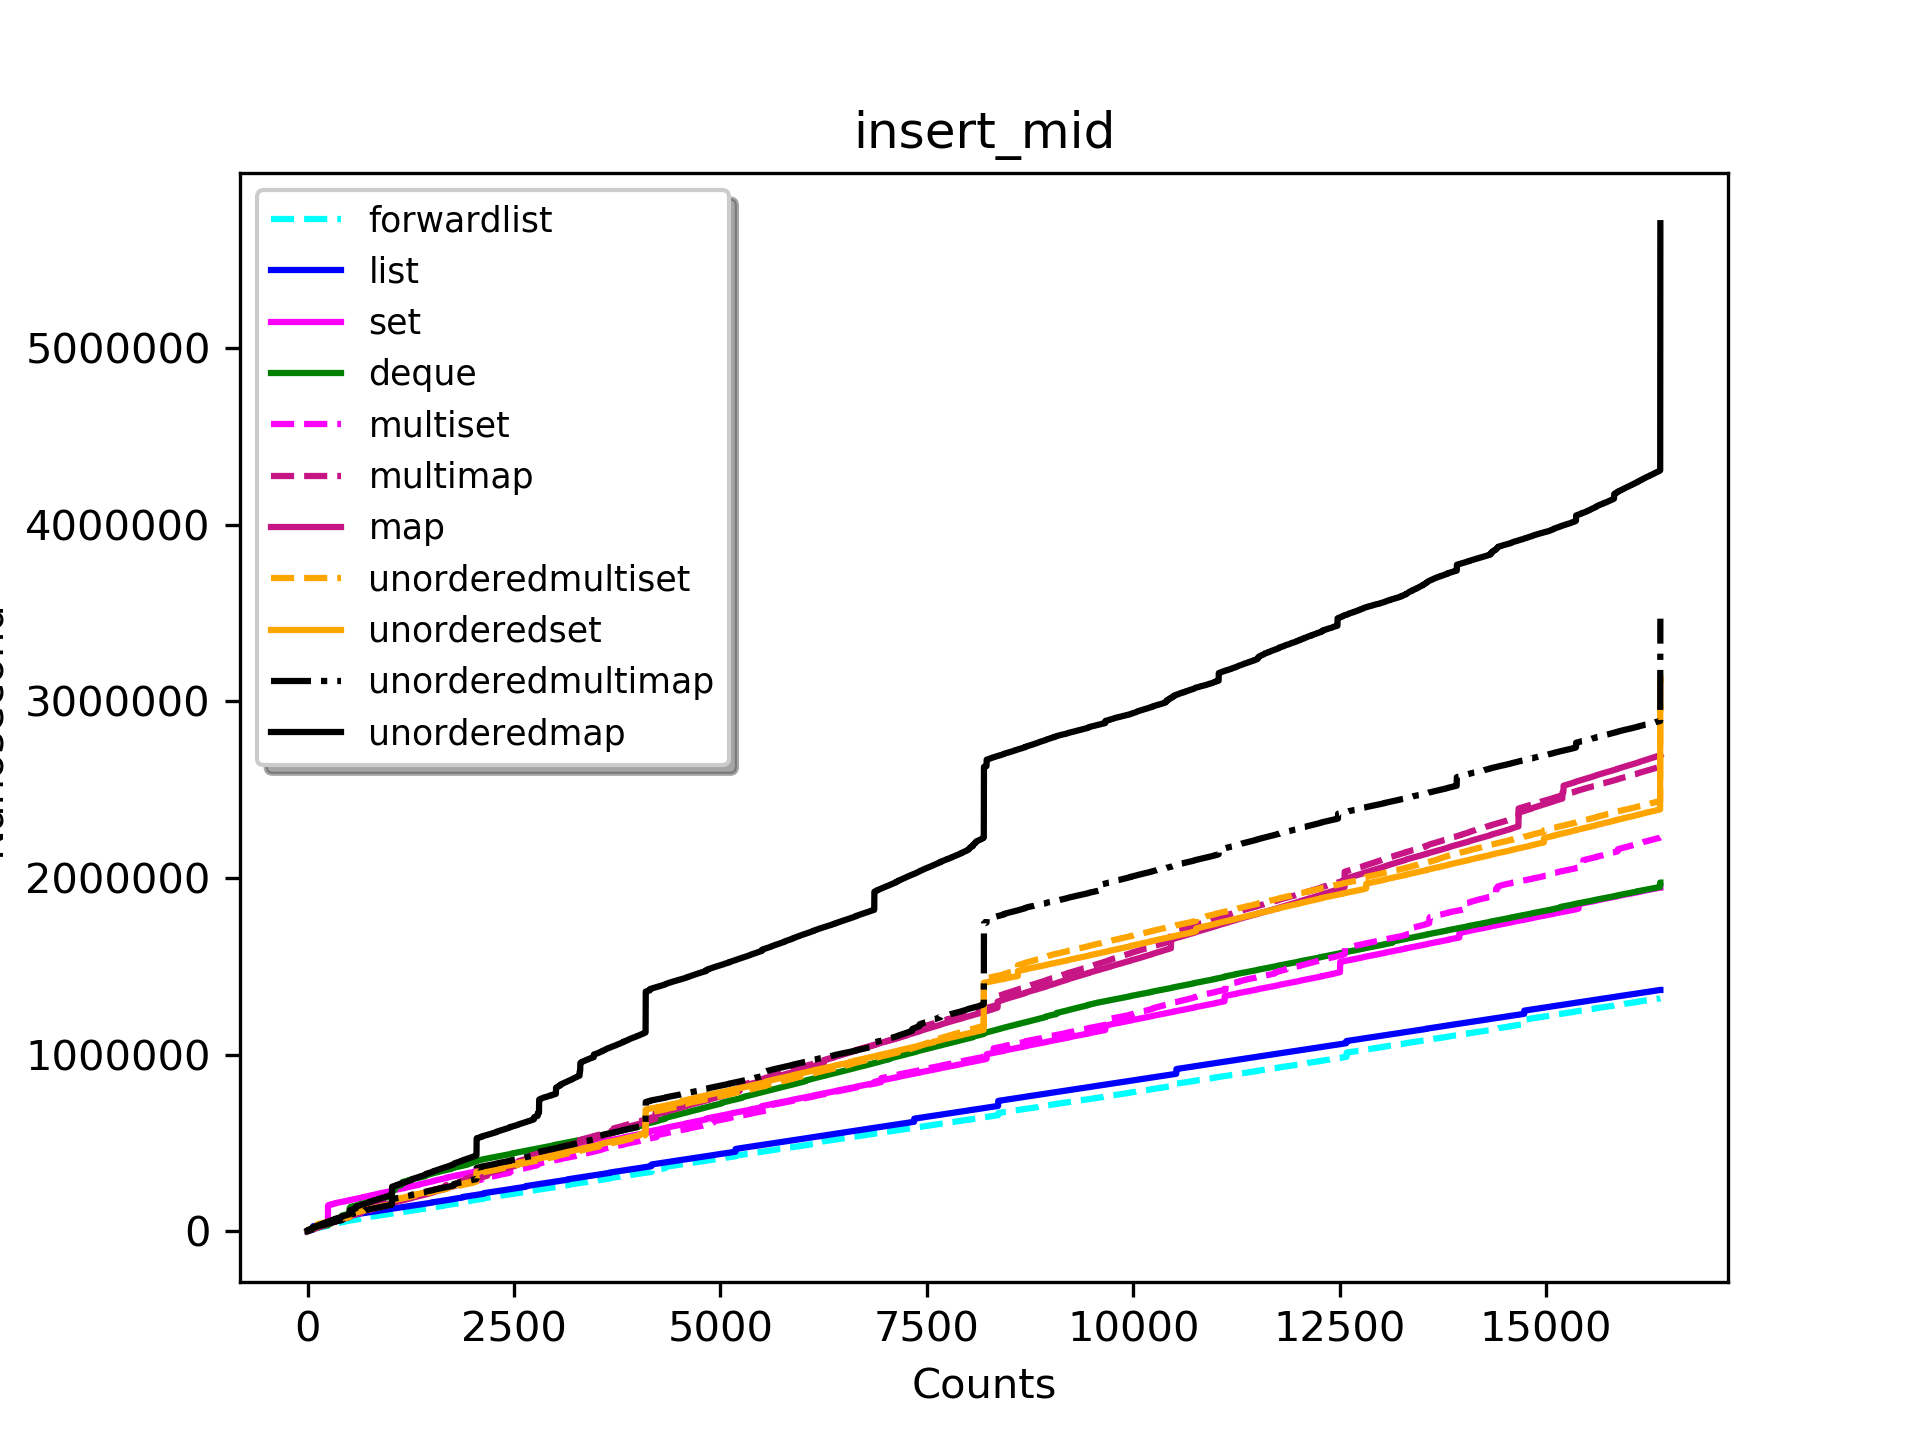 insert_mid
forwardlist
list
set
deque
multiset
multimap
map
unorderedmultiset
unorderedset
unorderedmultimap
unorderedmap
5000000
4000000
3000000
2000000
1000000
0
0 2500 5000 7500 10000 12500 15000
Counts